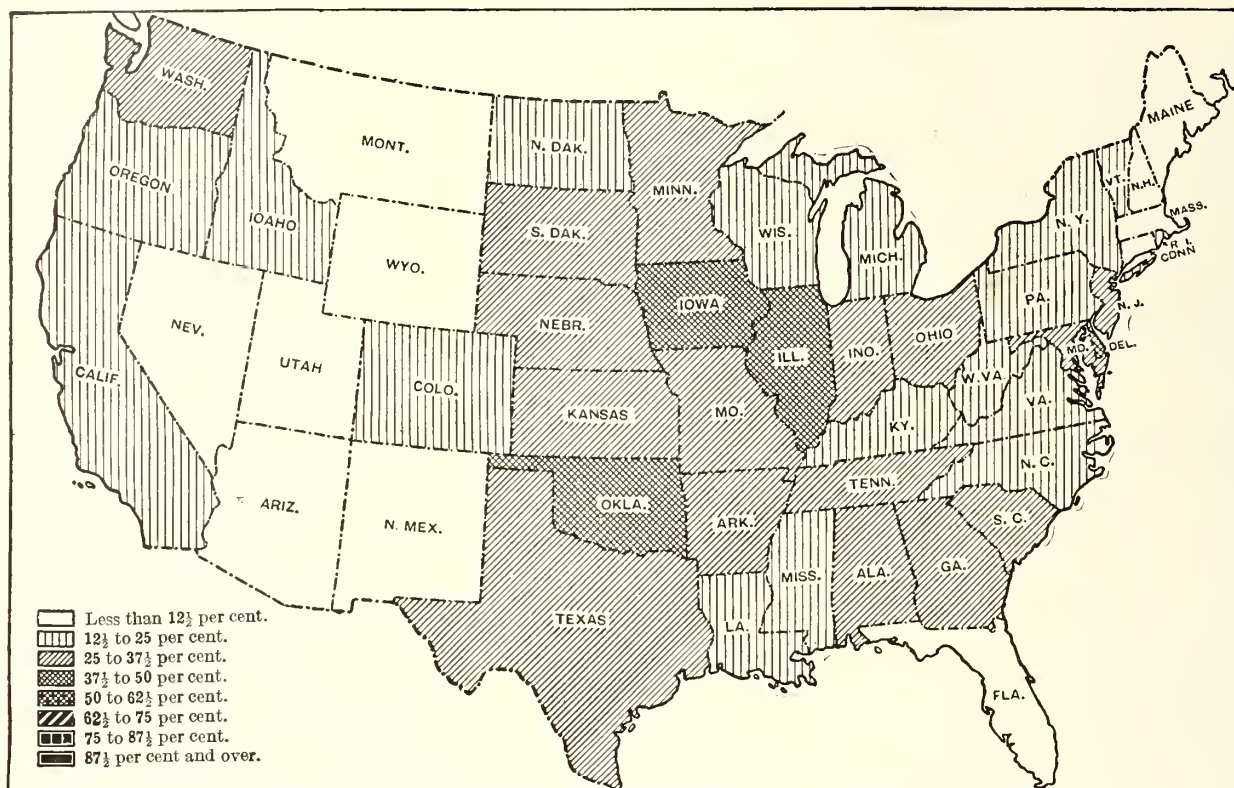 WASH.
MONT.
N. DAK.
MINN.
MAINE
OREGON
IOAHO
S. DAK.
WIS.
MICH.
VT.
N.H.
N.Y.
MASS.
R I.
CONN
WYO.
IOWA
NEBR.
PA.
N. J.
NEV.
UTAH
CALIF.
COLO.
KANSAS
MO.
ILL.
INO.
OHIO
W.VA.
MD.
DEL.
VA.
KY.
N. C.
TENN.
ARIZ.
N. MEX.
OKLA.
ARK.
S. C.
MISS.
ALA.
GA.
TEXAS
LA.
FLA.
Less than 12½ per cent.
12½ to 25 per cent.
25 to 37½ per cent.
37½ to 50 per cent.
50 to 62½ per cent.
62½ to 75 per cent.
75 to 87½ per cent.
87½ per cent and over.